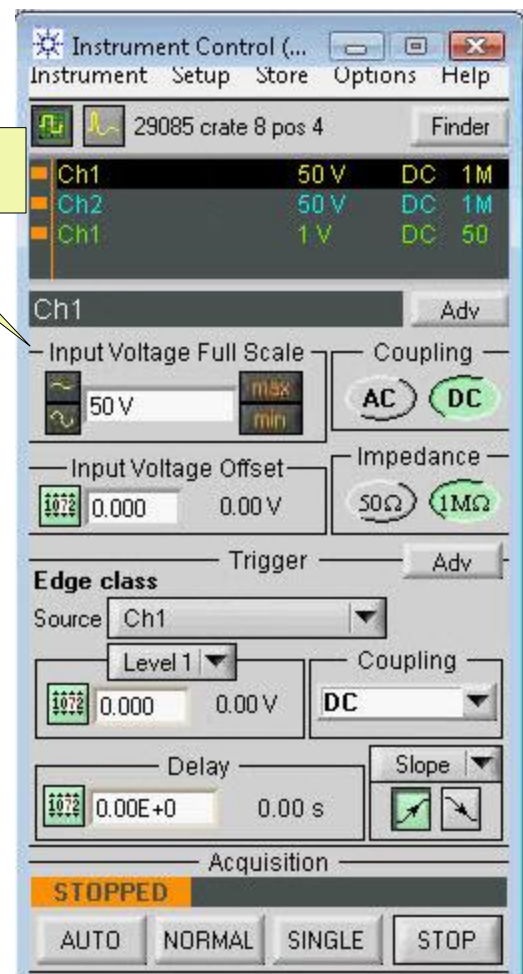 Instrument Control (...
Instrument Setup Store Options Help
29085 crate 8 pos 4 Finder
Ch1 50 V DC 1M
Ch2 50 V DC 1M
Ch1 1 V DC 50
Ch1 Adv
Input Voltage Full Scale Coupling
50 V max min AC DC
Input Voltage Offset Impedance
1072 0.000 0.00 V 50Ω 1MΩ
Trigger Adv
Edge class
Source Ch1
Level 1 Coupling
1072 0.000 0.00 V DC
Delay Slope
1072 0.00E+0 0.00 s
Acquisition
STOPPED
AUTO NORMAL SINGLE STOP